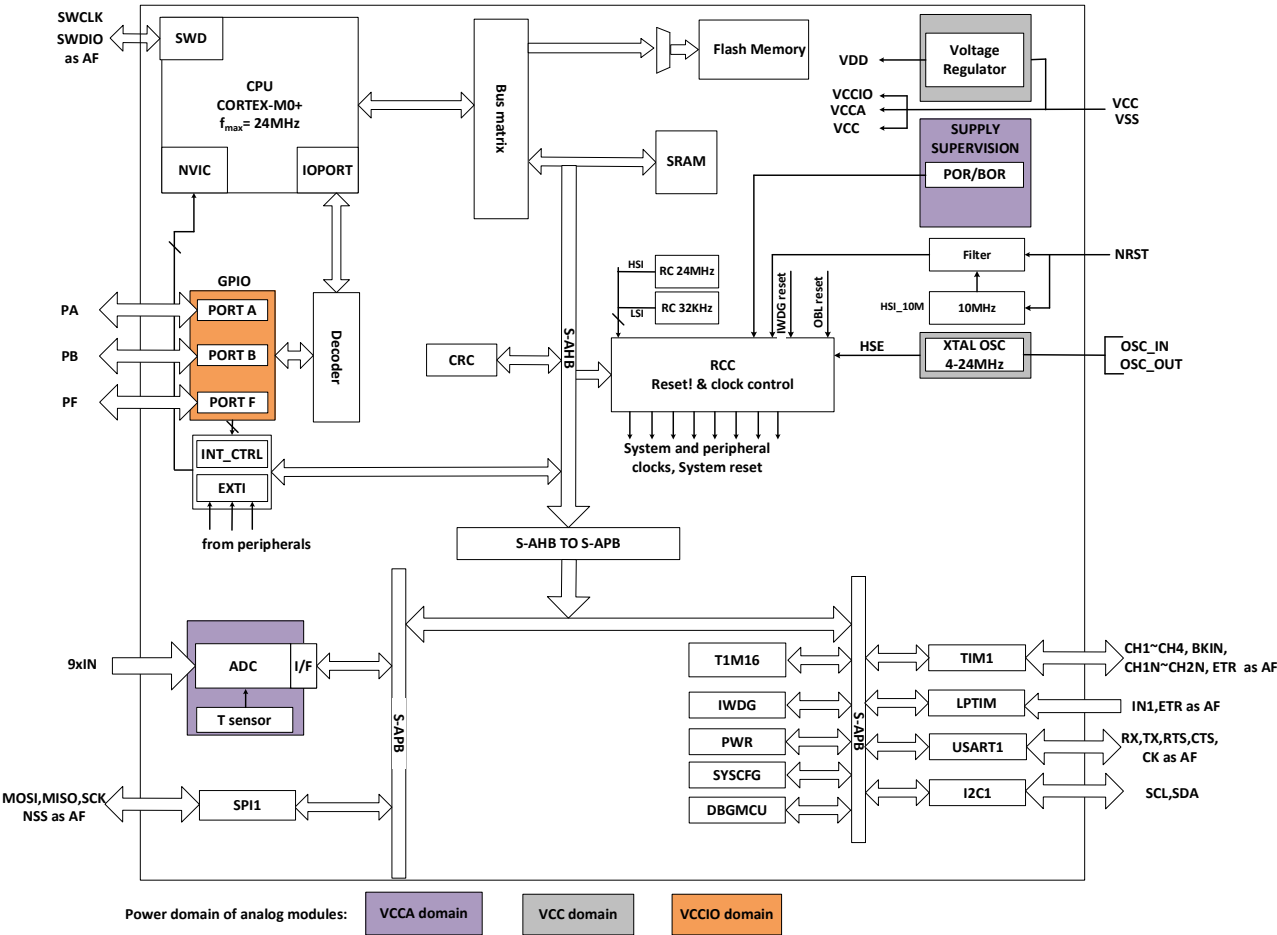 SWCLK
SWDIO
as AF
SWD
CPU
CORTEX-M0+
fmax= 24MHz
NVIC
IOPORT
Bus matrix
Flash Memory
SRAM
Voltage
Regulator
VDD
VCCIO
VCCA
VCC
VCC
VSS
SUPPLY
SUPERVISION
POR/BOR
Filter
NRST
HSI_10M
10MHz
HSI
RC 24MHz
LSI
RC 32KHz
IWDG reset
OBL reset
HSE
XTAL OSC
4-24MHz
OSC_IN
OSC_OUT
RCC
Reset! & clock control
System and peripheral
clocks, System reset
GPIO
PA
PORT A
PB
PORT B
PF
PORT F
Decoder
CRC
S-AHB
INT_CTRL
EXTI
from peripherals
S-AHB TO S-APB
9xIN
ADC
I/F
T sensor
S-APB
MOSI,MISO,SCK
NSS as AF
SPI1
T1M16
IWDG
PWR
SYSCFG
DBGMCU
S-APB
TIM1
CH1~CH4, BKIN,
CH1N~CH2N, ETR as AF
LPTIM
IN1,ETR as AF
USART1
RX,TX,RTS,CTS,
CK as AF
I2C1
SCL,SDA
Power domain of analog modules:
VCCA domain
VCC domain
VCCIO domain